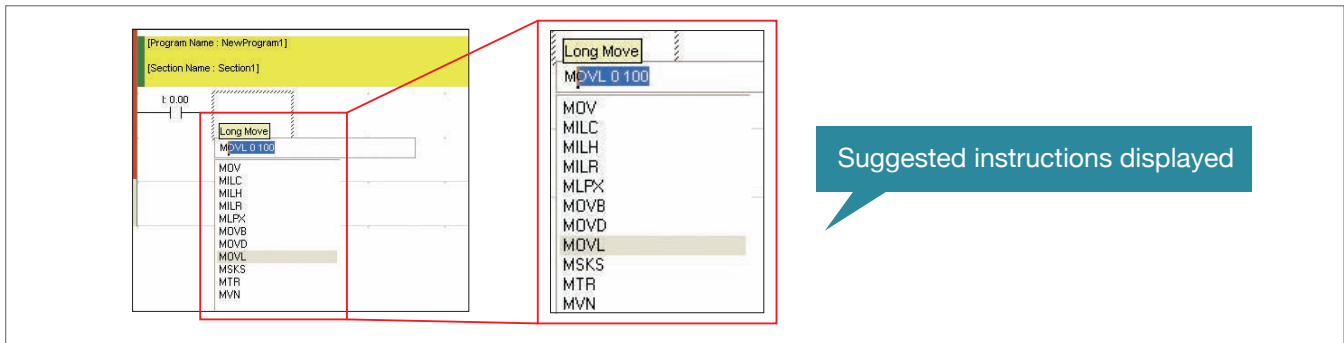 [Program Name : NewProgram1]
[Section Name : Section1]
I: 0.00
Long Move
MOVL 0 100
MOV
MILC
MILH
MILR
MLPX
MOVB
MOVD
MOVL
MSKS
MTR
MVN
Long Move
MOVL 0 100
MOV
MILC
MILH
MILR
MLPX
MOVB
MOVD
MOVL
MSKS
MTR
MVN
Suggested instructions displayed